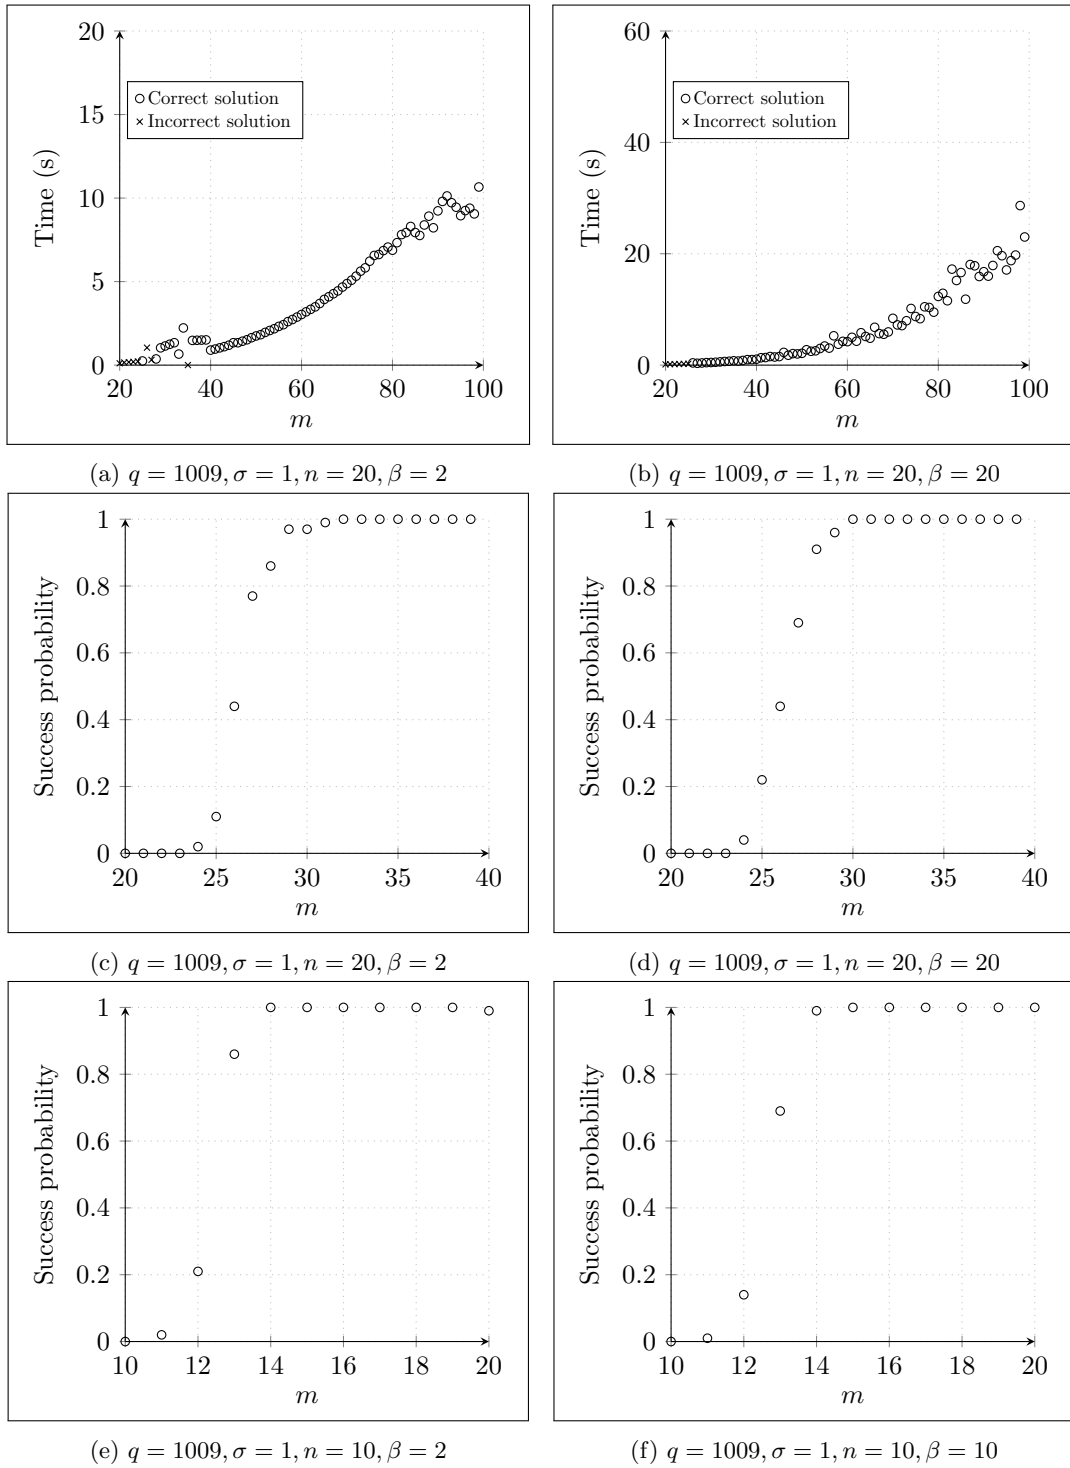 20
15
10
5
0
Time (s)
Correct solution
Incorrect solution
20 40 60 80 100
m
(a) q = 1009, σ = 1, n = 20, β = 2
60
40
20
0
Time (s)
Correct solution
Incorrect solution
20 40 60 80 100
m
(b) q = 1009, σ = 1, n = 20, β = 20
1
0.8
0.6
0.4
0.2
0
Success probability
20 25 30 35 40
m
(c) q = 1009, σ = 1, n = 20, β = 2
1
0.8
0.6
0.4
0.2
0
Success probability
20 25 30 35 40
m
(d) q = 1009, σ = 1, n = 20, β = 20
1
0.8
0.6
0.4
0.2
0
Success probability
10 12 14 16 18 20
m
(e) q = 1009, σ = 1, n = 10, β = 2
1
0.8
0.6
0.4
0.2
0
Success probability
10 12 14 16 18 20
m
(f) q = 1009, σ = 1, n = 10, β = 10